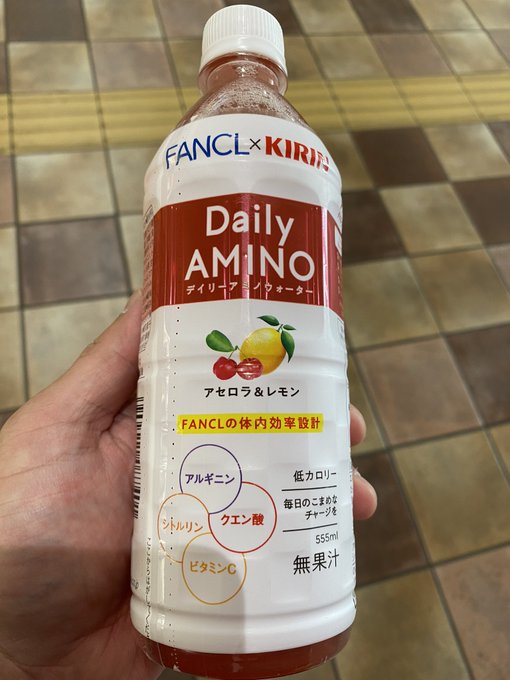 FANCL×KIRIN
Daily
AMINO
デイリーアミノウォーター
アセロラ&レモン
FANCLの体内効率設計
アルギニン
シトルリン
クエン酸
ビタミンC
低カロリー
毎日のこまめな
チャージを
555ml
無果汁